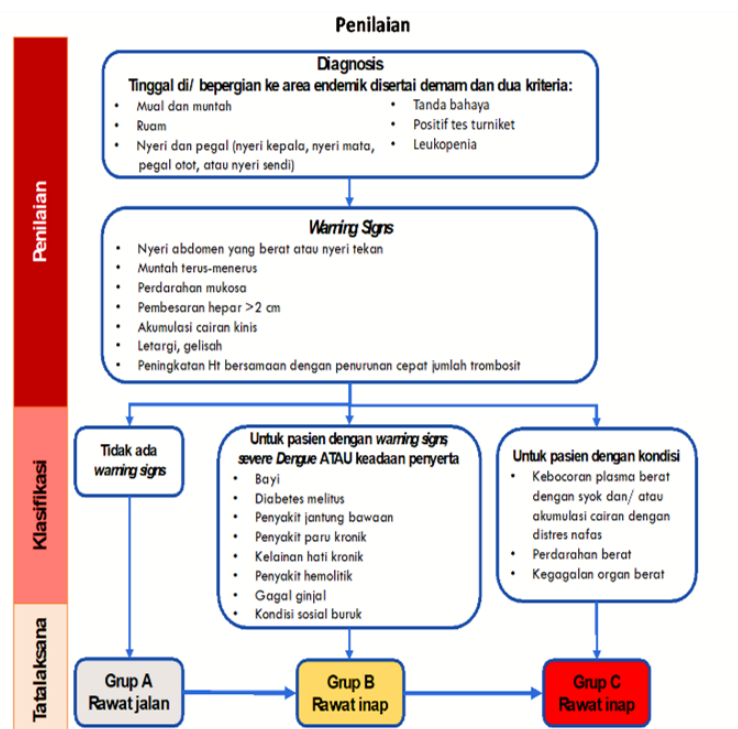 Penilaian
Penilaian
Diagnosis
Tinggal di/ bepergian ke area endemik disertai demam dan dua kriteria:
• Mual dan muntah
• Ruam
• Nyeri dan pegal (nyeri kepala, nyeri mata,
pegal otot, atau nyeri sendi)
• Tanda bahaya
• Positif tes turniket
• Leukopenia
Warning Signs
• Nyeri abdomen yang berat atau nyeri tekan
• Muntah terus-menerus
• Perdarahan mukosa
• Pembesaran hepar >2 cm
• Akumulasi cairan kinis
• Letargi, gelisah
• Peningkatan Ht bersamaan dengan penurunan cepat jumlah trombosit
Klasifikasi
Tidak ada
warning signs
Untuk pasien dengan warning signs,
severe Dengue ATAU keadaan penyerta
• Bayi
• Diabetes melitus
• Penyakit jantung bawaan
• Penyakit paru kronik
• Kelainan hati kronik
• Penyakit hemolitik
• Gagal ginjal
• Kondisi sosial buruk
Untuk pasien dengan kondisi
• Kebocoran plasma berat
dengan syok dan/ atau
akumulasi cairan dengan
distres nafas
• Perdarahan berat
• Kegagalan organ berat
Tatalaksana
Grup A
Rawat jalan
Grup B
Rawat inap
Grup C
Rawat inap